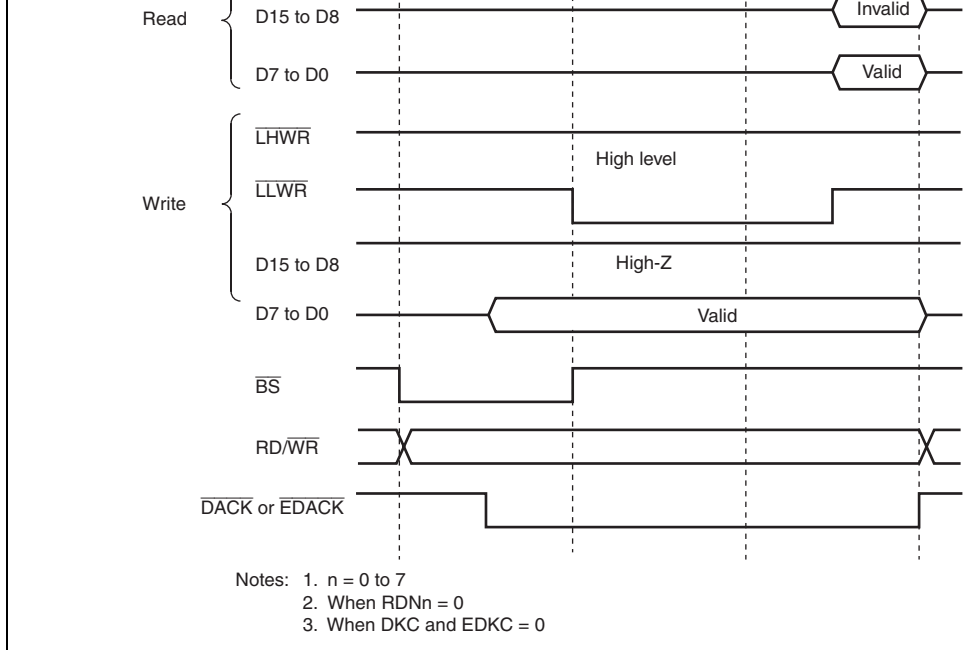 Read
D15 to D8
Invalid
D7 to D0
Valid
Write
LHWR
High level
LLWR
D15 to D8
High-Z
D7 to D0
Valid
BS
RD/WR
DACK or EDACK
Notes: 1. n = 0 to 7
2. When RDNn = 0
3. When DKC and EDKC = 0